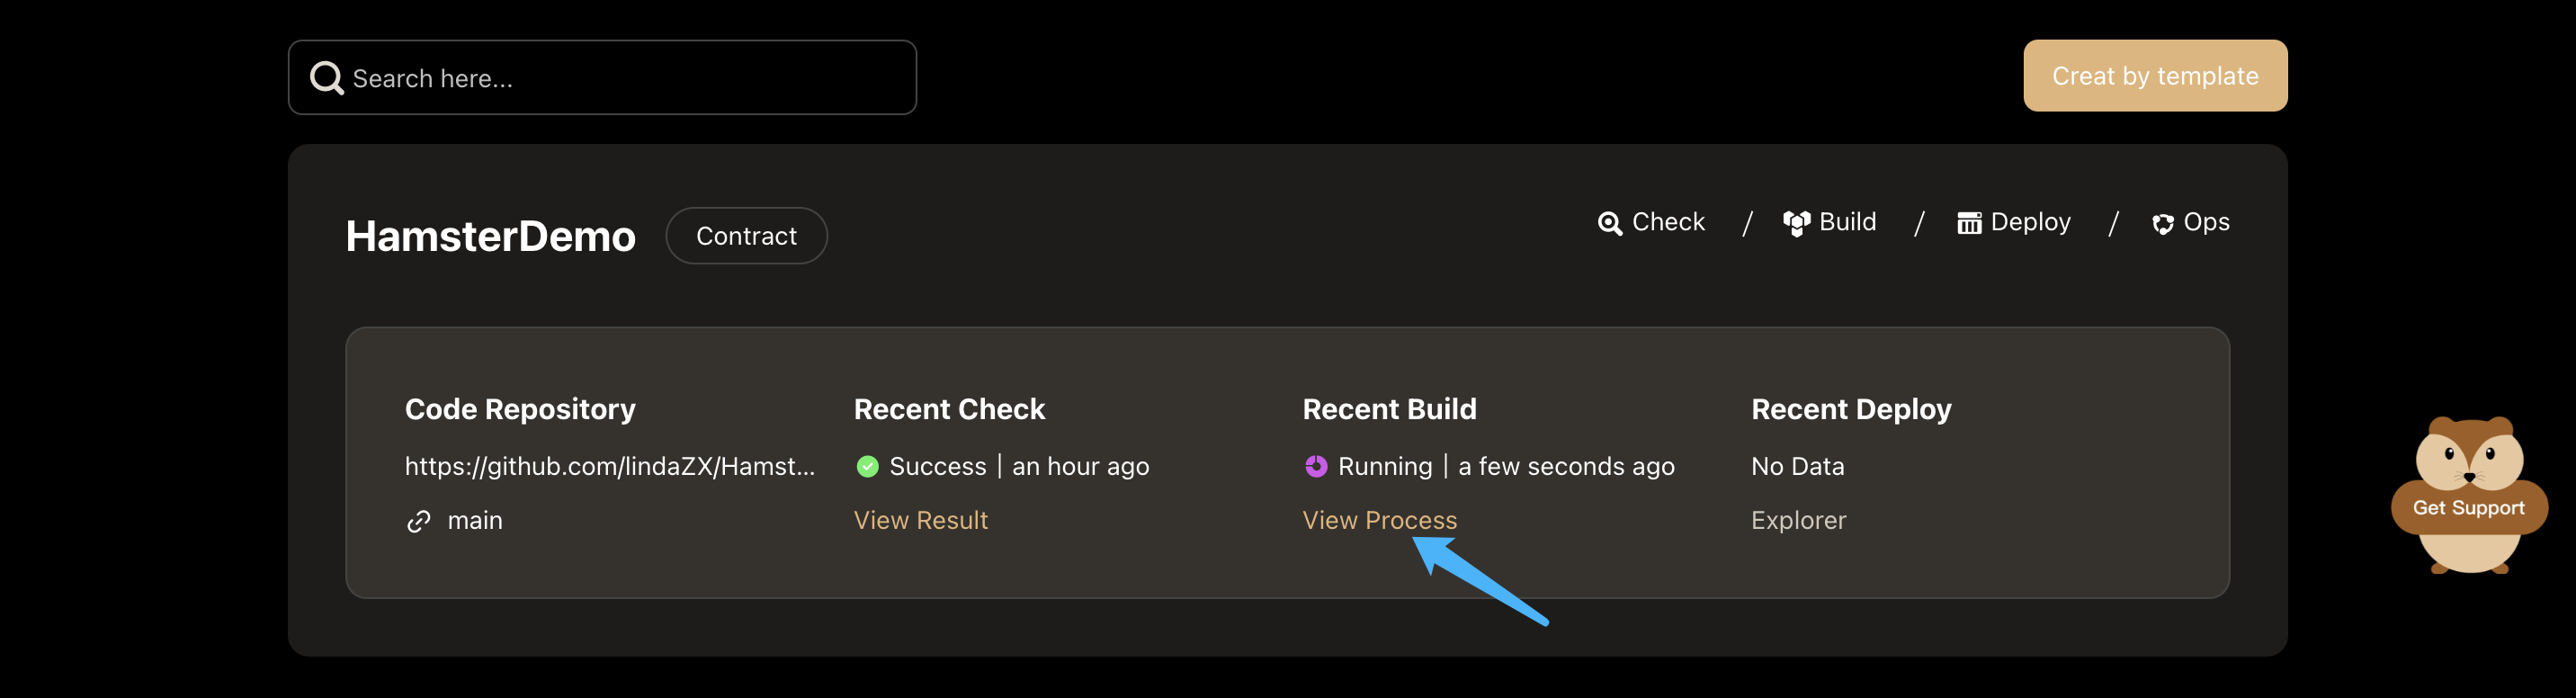 Search here...
Creat by template
HamsterDemo
Contract
Check / Build / Deploy / Ops
Code Repository
https://github.com/lindaZX/Hamst...
main
Recent Check
Success | an hour ago
View Result
Recent Build
Running | a few seconds ago
View Process
Recent Deploy
No Data
Explorer
Get Support